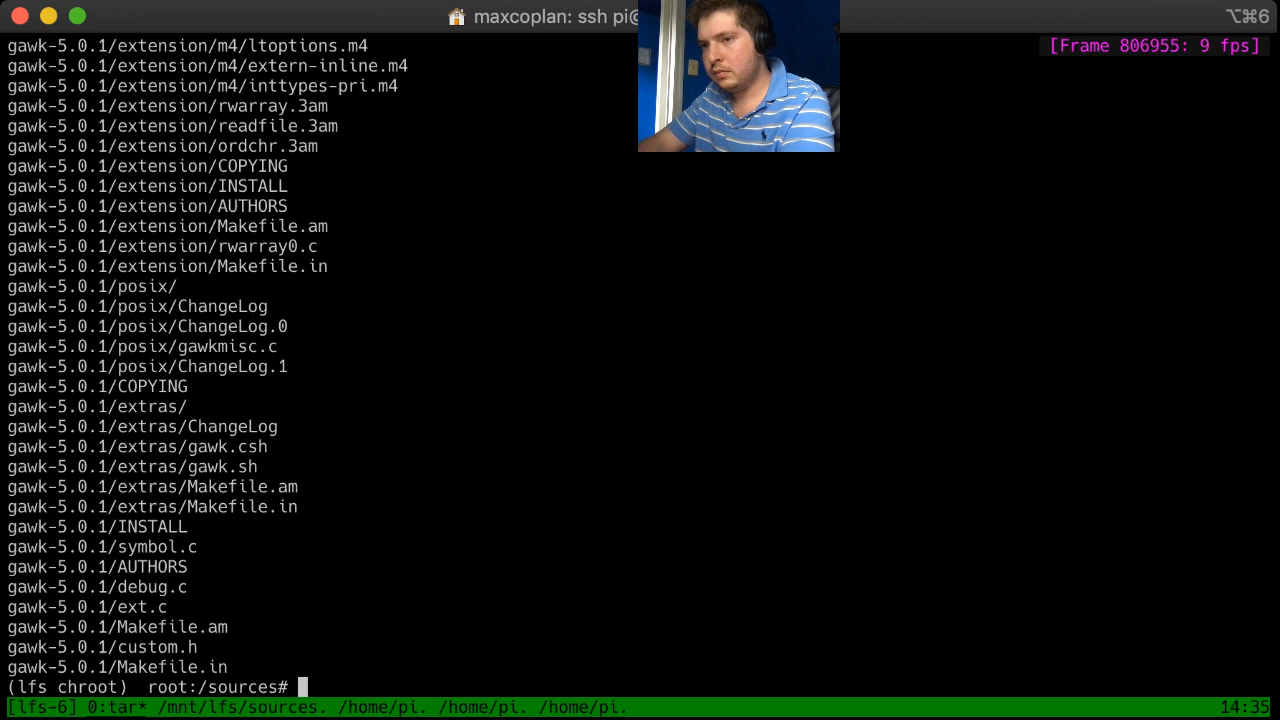 maxcoplan: ssh pi@
⌥⌘6
gawk-5.0.1/extension/m4/ltoptions.m4
[Frame 806955: 9 fps]
gawk-5.0.1/extension/m4/extern-inline.m4
gawk-5.0.1/extension/m4/inttypes-pri.m4
gawk-5.0.1/extension/rwarray.3am
gawk-5.0.1/extension/readfile.3am
gawk-5.0.1/extension/ordchr.3am
gawk-5.0.1/extension/COPYING
gawk-5.0.1/extension/INSTALL
gawk-5.0.1/extension/AUTHORS
gawk-5.0.1/extension/Makefile.am
gawk-5.0.1/extension/rwarray0.c
gawk-5.0.1/extension/Makefile.in
gawk-5.0.1/posix/
gawk-5.0.1/posix/ChangeLog
gawk-5.0.1/posix/ChangeLog.0
gawk-5.0.1/posix/gawkmisc.c
gawk-5.0.1/posix/ChangeLog.1
gawk-5.0.1/COPYING
gawk-5.0.1/extras/
gawk-5.0.1/extras/ChangeLog
gawk-5.0.1/extras/gawk.csh
gawk-5.0.1/extras/gawk.sh
gawk-5.0.1/extras/Makefile.am
gawk-5.0.1/extras/Makefile.in
gawk-5.0.1/INSTALL
gawk-5.0.1/symbol.c
gawk-5.0.1/AUTHORS
gawk-5.0.1/debug.c
gawk-5.0.1/ext.c
gawk-5.0.1/Makefile.am
gawk-5.0.1/custom.h
gawk-5.0.1/Makefile.in
(lfs chroot)  root:/sources#
[lfs-6] 0:tar* /mnt/lfs/sources. /home/pi. /home/pi. /home/pi. 14:35